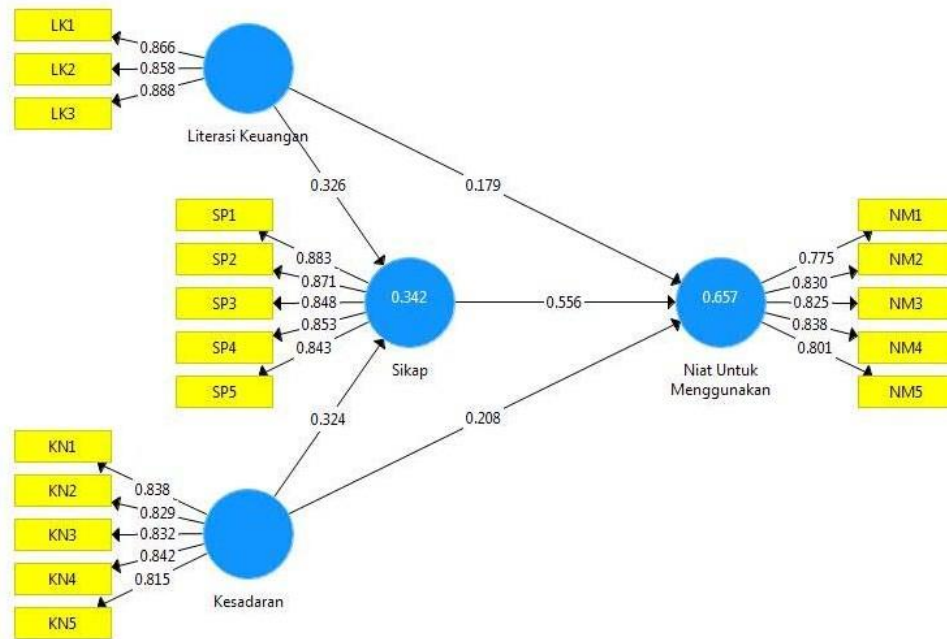 LK1
LK2
LK3
0.866
0.858
0.888
Literasi Keuangan
0.326
0.179
SP1
SP2
SP3
SP4
SP5
0.883
0.871
0.848
0.853
0.843
0.342
Sikap
0.556
0.657
Niat Untuk
Menggunakan
0.775
0.830
0.825
0.838
0.801
NM1
NM2
NM3
NM4
NM5
0.324
0.208
KN1
KN2
KN3
KN4
KN5
0.838
0.829
0.832
0.842
0.815
Kesadaran